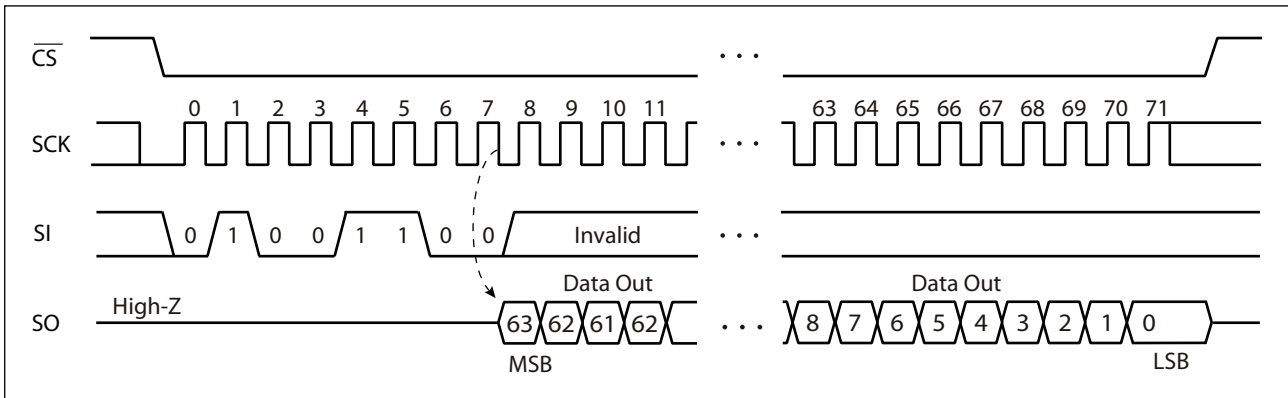 CS . . .
0 1 2 3 4 5 6 7 8 9 10 11 63 64 65 66 67 68 69 70 71
SCK . . .
SI 0 1 0 0 1 1 0 0 Invalid . . .
Data Out Data Out
High-Z
SO 63 62 61 62 . . . 8 7 6 5 4 3 2 1 0
MSB LSB